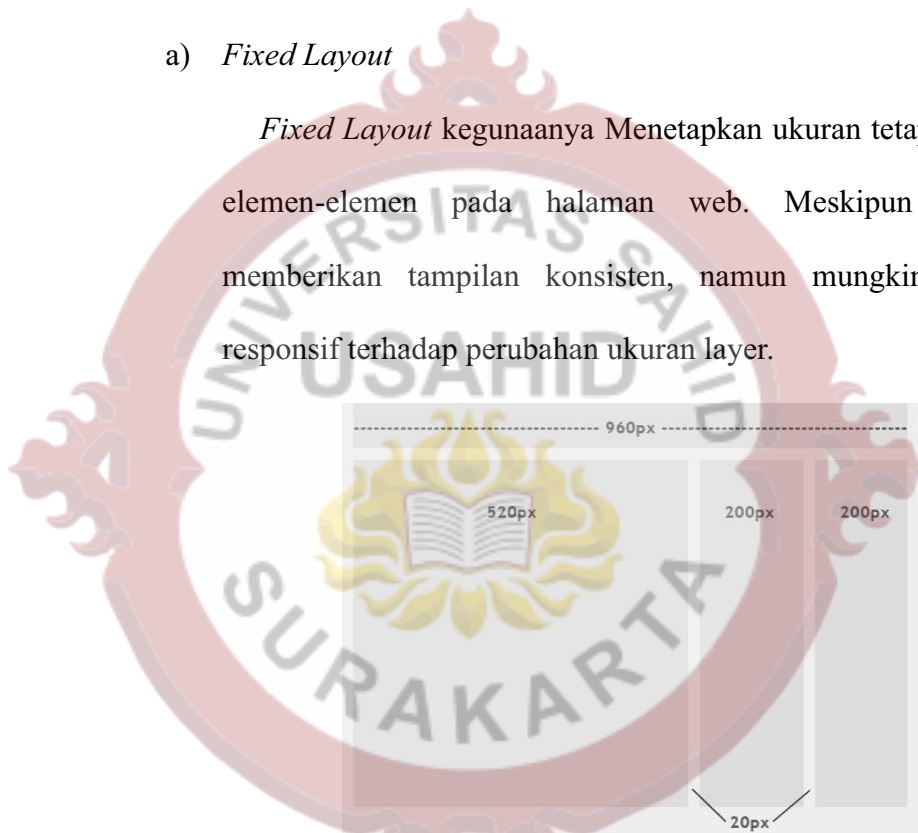 a) Fixed Layout
Fixed Layout kegunaanya Menetapkan ukuran teta
elemen-elemen pada halaman web. Meskipun
memberikan tampilan konsisten, namun mungkin
responsif terhadap perubahan ukuran layer.
UNIVERSITAS SAHID
USAHID
960px
520px
200px
200px
SURAKARTA
20px